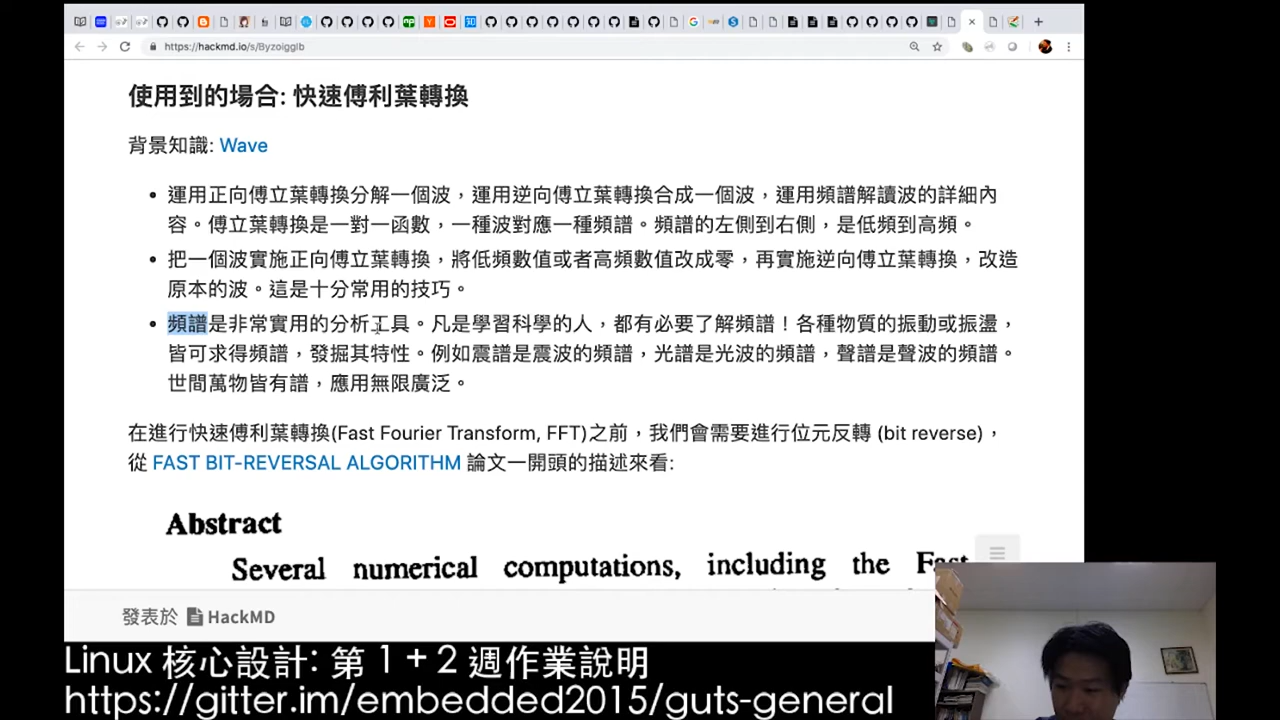 https://hackmd.io/s/ByzoiggIb
使用到的場合: 快速傅利葉轉換
背景知識: Wave
運用正向傅立葉轉換分解一個波，運用逆向傅立葉轉換合成一個波，運用頻譜解讀波的詳細內
容。傅立葉轉換是一對一函數，一種波對應一種頻譜。頻譜的左側到右側，是低頻到高頻。
把一個波實施正向傅立葉轉換，將低頻數值或者高頻數值改成零，再實施逆向傅立葉轉換，改造
原本的波。這是十分常用的技巧。
頻譜是非常實用的分析工具。凡是學習科學的人，都有必要了解頻譜！各種物質的振動或振盪，
皆可求得頻譜，發掘其特性。例如震譜是震波的頻譜，光譜是光波的頻譜，聲譜是聲波的頻譜。
世間萬物皆有譜，應用無限廣泛。
在進行快速傅利葉轉換(Fast Fourier Transform, FFT)之前，我們會需要進行位元反轉 (bit reverse)，
從 FAST BIT-REVERSAL ALGORITHM 論文一開頭的描述來看:
Abstract
Several numerical computations, including the Fast
發表於 HackMD
Linux 核心設計: 第 1 + 2 週作業說明
https://gitter.im/embedded2015/guts-general